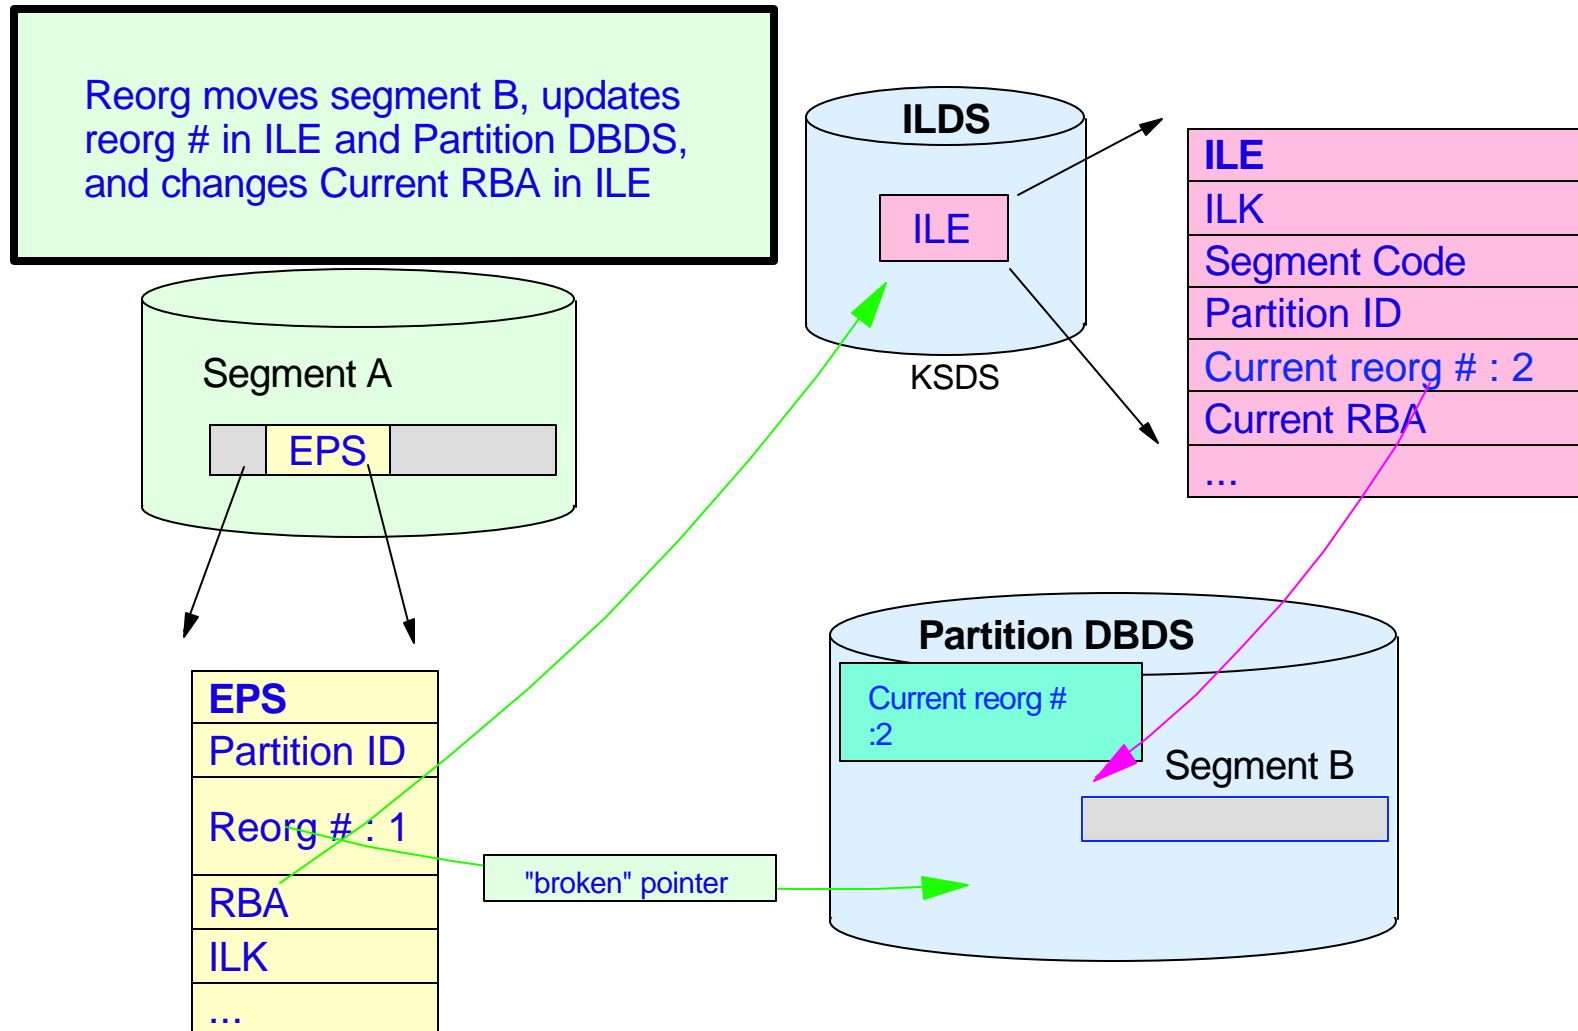 Reorg moves segment B, updates
reorg # in ILE and Partition DBDS,
and changes Current RBA in ILE
ILDS
ILE
KSDS
ILE
ILK
Segment Code
Partition ID
Current reorg # : 2
Current RBA
...
Segment A
EPS
EPS
Partition ID
Reorg # : 1
RBA
ILK
...
"broken" pointer
Partition DBDS
Current reorg #
:2
Segment B